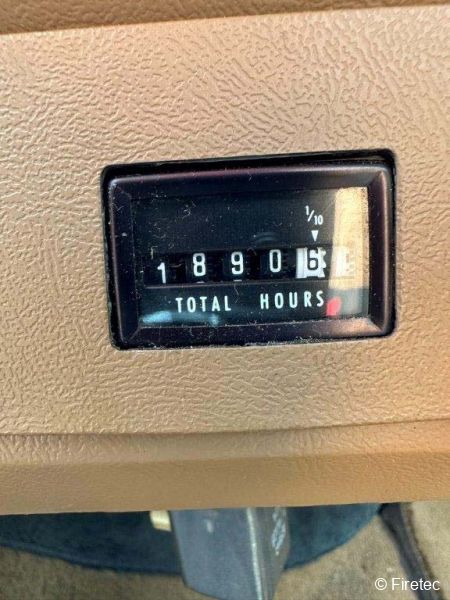 1/10
18906
TOTAL HOURS
© Firetec